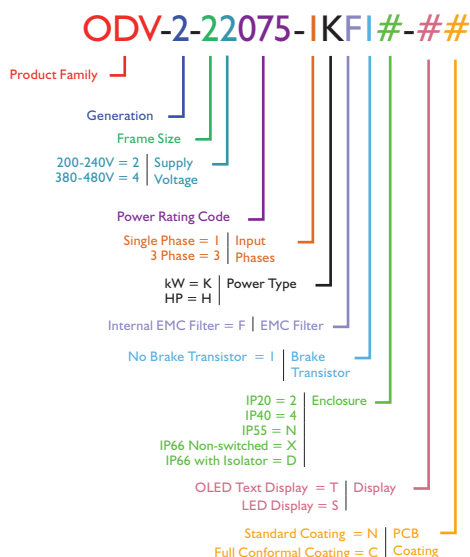 ODV-2-22075-1KF1#-##
Product Family
Generation
Frame Size
200-240V = 2 | Supply
380-480V = 4 | Voltage
Power Rating Code
Single Phase = 1 | Input
3 Phase = 3 | Phases
kW = K | Power Type
HP = H
Internal EMC Filter = F | EMC Filter
No Brake Transistor = 1 | Brake
Transistor
IP20 = 2 | Enclosure
IP40 = 4
IP55 = N
IP66 Non-switched = X
IP66 with Isolator = D
OLED Text Display = T | Display
LED Display = S
Standard Coating = N | PCB
Full Conformal Coating = C | Coating